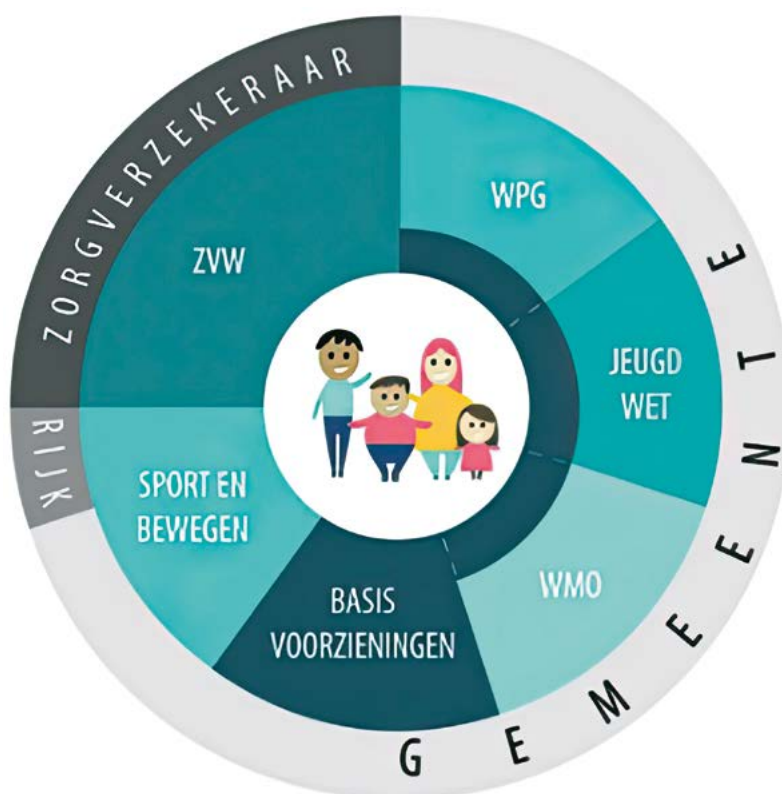 ZORGVERZEKERAAR
RIJK
GEMEENTE
ZVW
WPG
JEUGD
WET
WMO
BASIS
VOORZIENINGEN
SPORT EN
BEWEGEN